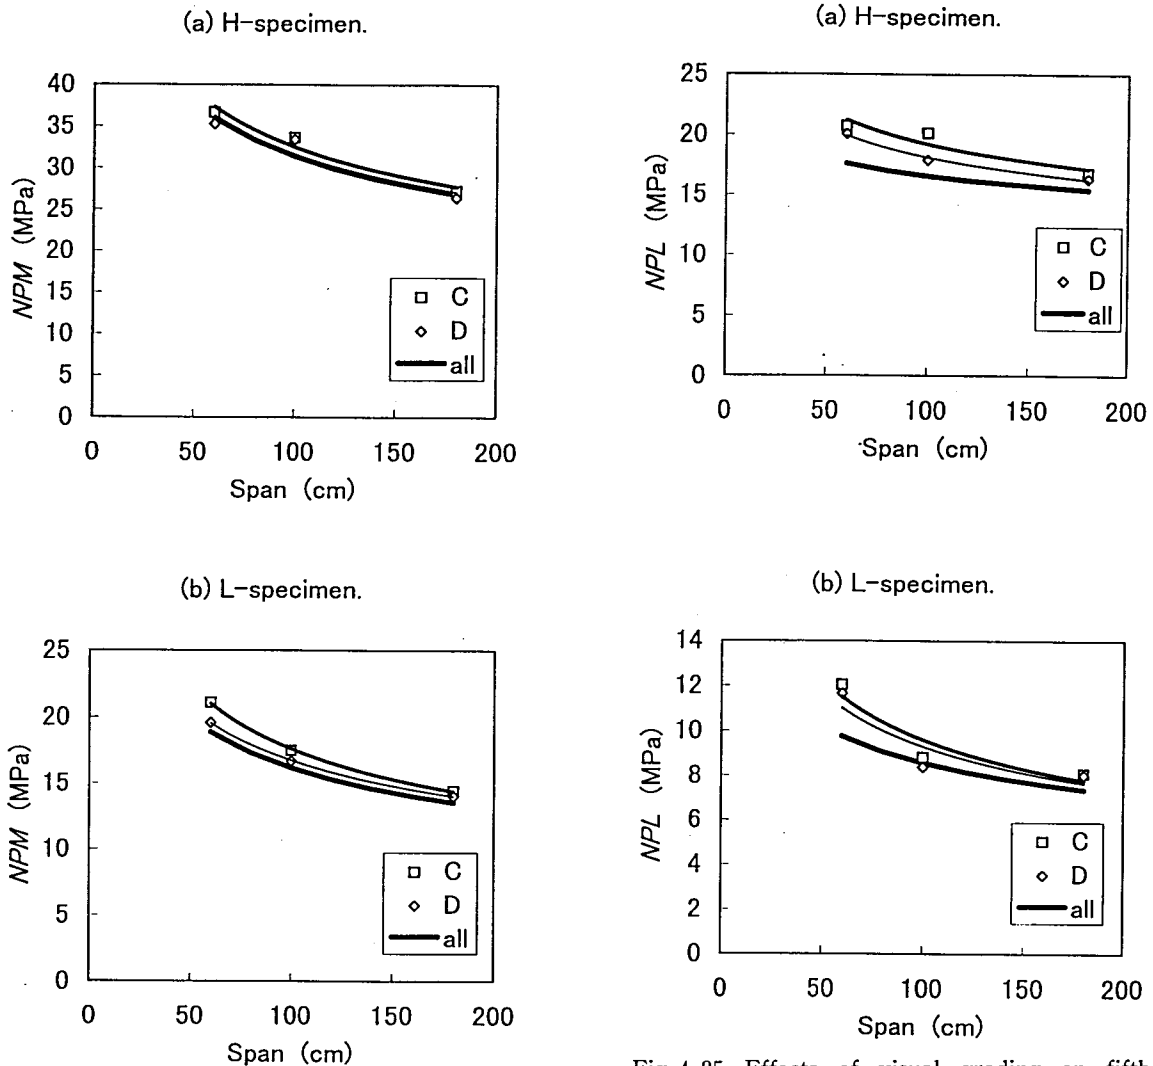 (a) H-specimen.
40
35
30
25
20
15
10
5
0
NPM (MPa)
C
D
all
0 50 100 150 200
Span (cm)
(b) L-specimen.
25
20
15
10
5
0
NPM (MPa)
C
D
all
0 50 100 150 200
Span (cm)
(a) H-specimen.
25
20
15
10
5
0
NPL (MPa)
C
D
all
0 50 100 150 200
Span (cm)
(b) L-specimen.
14
12
10
8
6
4
2
0
NPL (MPa)
C
D
all
0 50 100 150 200
Span (cm)
Effects of visual grading on fifth